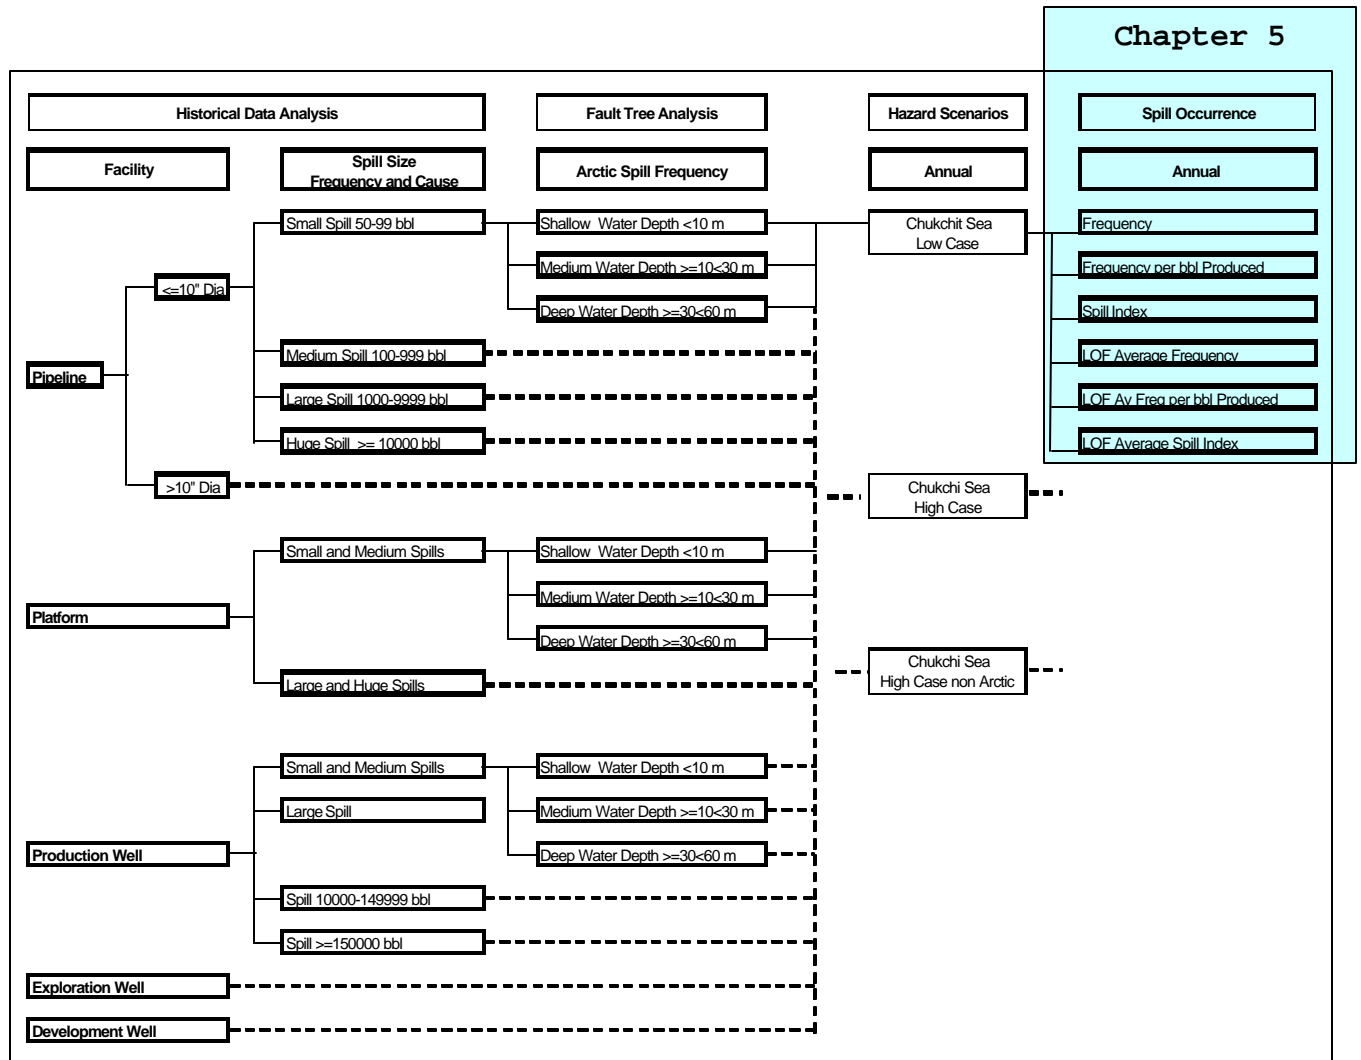 Chapter 5
Historical Data Analysis
Fault Tree Analysis
Hazard Scenarios
Spill Occurrence
Facility
Spill Size
Frequency and Cause
Arctic Spill Frequency
Annual
Annual
Small Spill 50-99 bbl
Shallow Water Depth <10 m
Chukchit Sea
Low Case
Frequency
Medium Water Depth >=10<30 m
Frequency per bbl Produced
<=10" Dia
Deep Water Depth >=30<60 m
Spill Index
Medium Spill 100-999 bbl
LOF Average Frequency
Pipeline
Large Spill 1000-9999 bbl
LOF Av Freq per bbl Produced
Huge Spill >= 10000 bbl
LOF Average Spill Index
>10" Dia
Chukchi Sea
High Case
Small and Medium Spills
Shallow Water Depth <10 m
Medium Water Depth >=10<30 m
Platform
Deep Water Depth >=30<60 m
Chukchi Sea
High Case non Arctic
Large and Huge Spills
Small and Medium Spills
Shallow Water Depth <10 m
Large Spill
Medium Water Depth >=10<30 m
Production Well
Deep Water Depth >=30<60 m
Spill 10000-149999 bbl
Spill >=150000 bbl
Exploration Well
Development Well